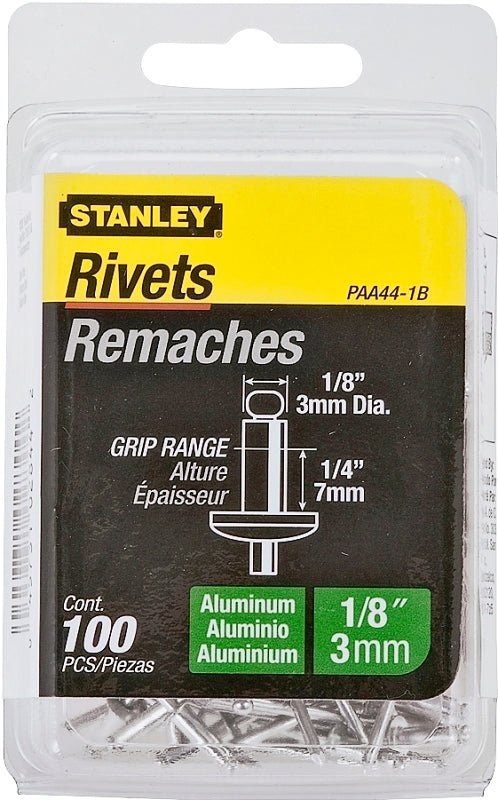 STANLEY®
Rivets
PAA44-1B
Remaches
1/8"
3mm Dia.
GRIP RANGE
Alture
Épaisseur
1/4"
7mm
Cont.
100
PCS/Piezas
Aluminum
Aluminio
Aluminium
1/8"
3mm